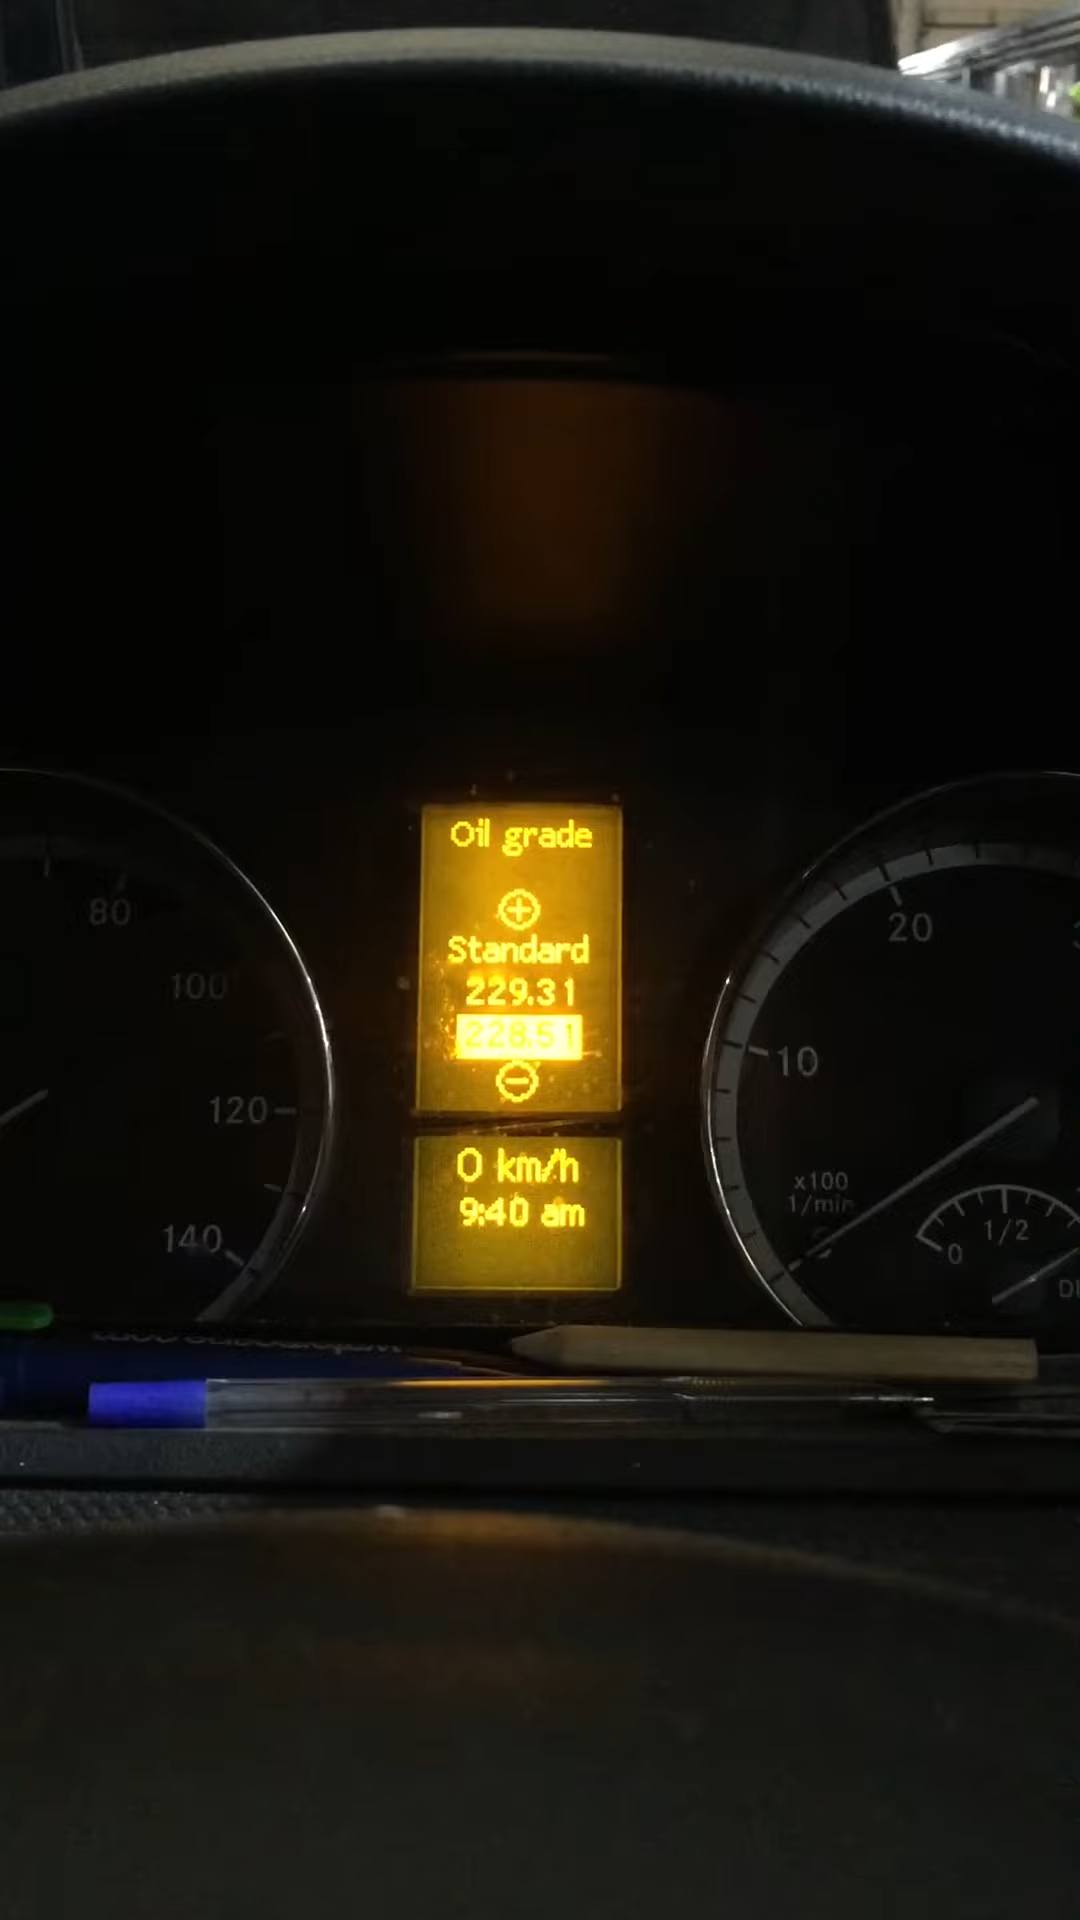 Oil grade
+
Standard
229.31
228.51
−
0 km/h
9:40 am
80
100
120
140
20
10
x100
1/min
0
1/2